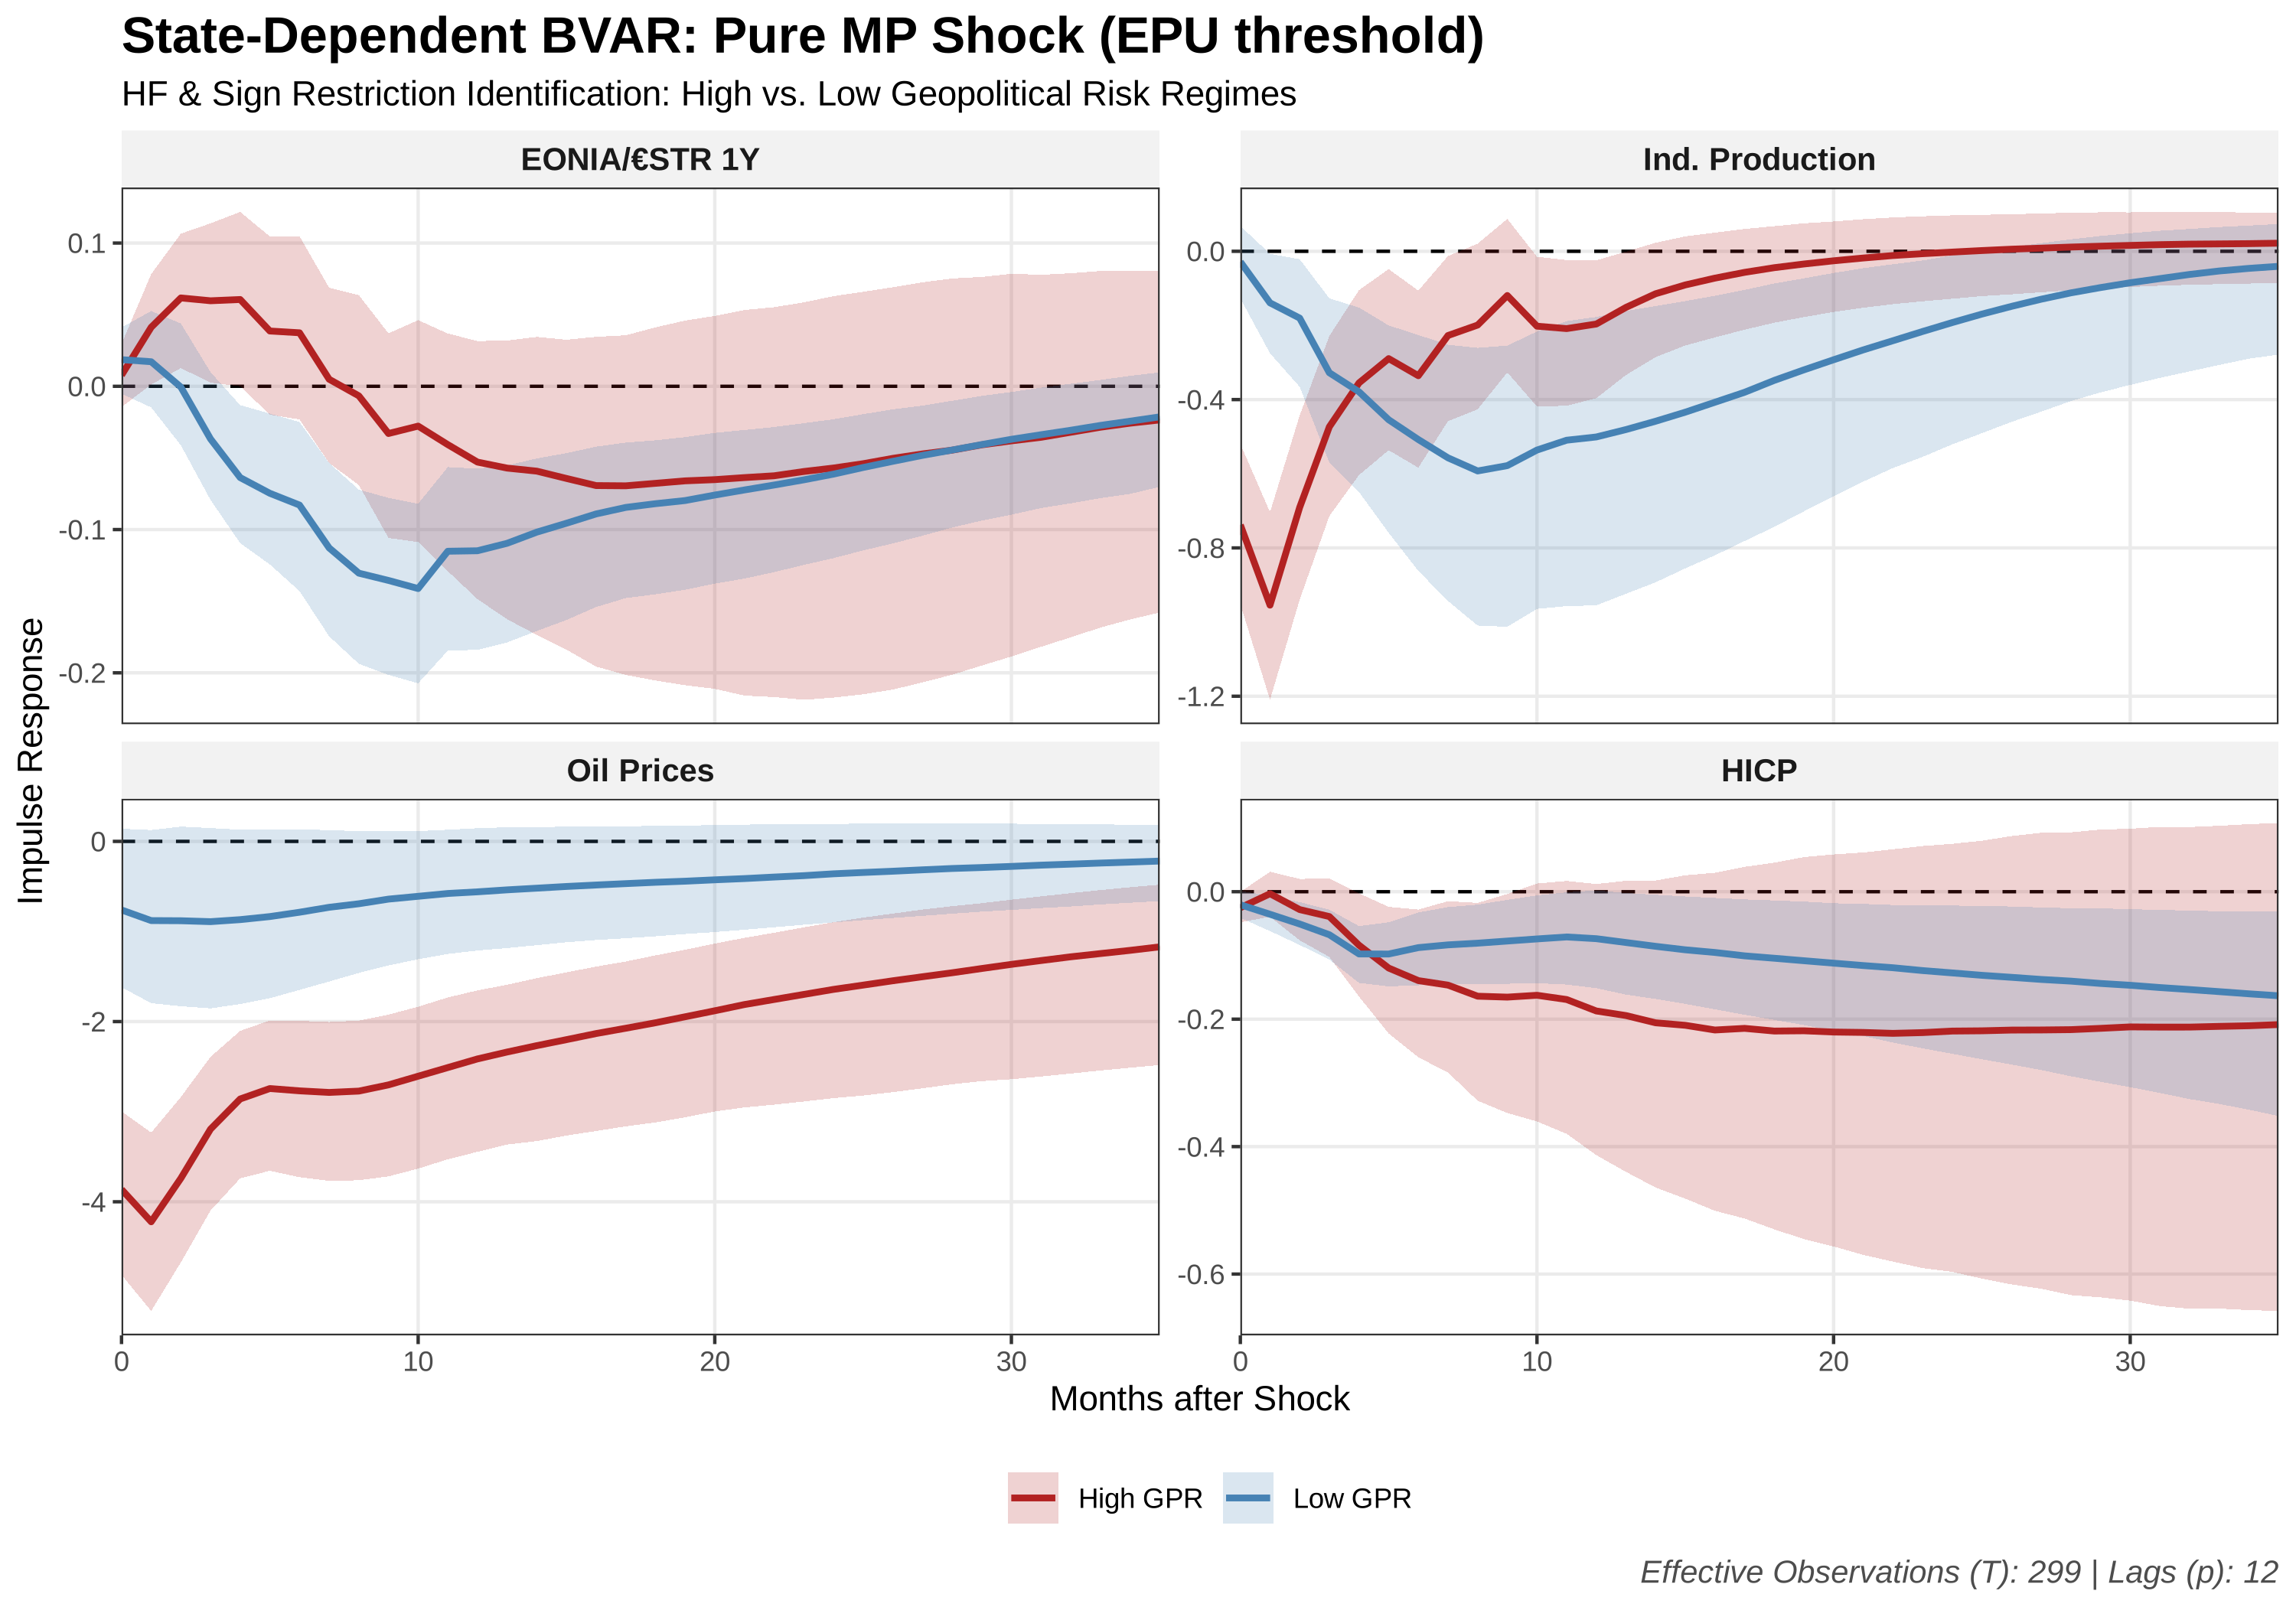 State-Dependent BVAR: Pure MP Shock (EPU threshold)
HF & Sign Restriction Identification: High vs. Low Geopolitical Risk Regimes
EONIA/€STR 1Y
Ind. Production
0.1
0.0
-0.1
-0.2
0.0
-0.4
-0.8
-1.2
Impulse Response
Oil Prices
HICP
0
-2
-4
0.0
-0.2
-0.4
-0.6
0
10
20
30
0
10
20
30
Months after Shock
High GPR
Low GPR
Effective Observations (T): 299 | Lags (p): 12